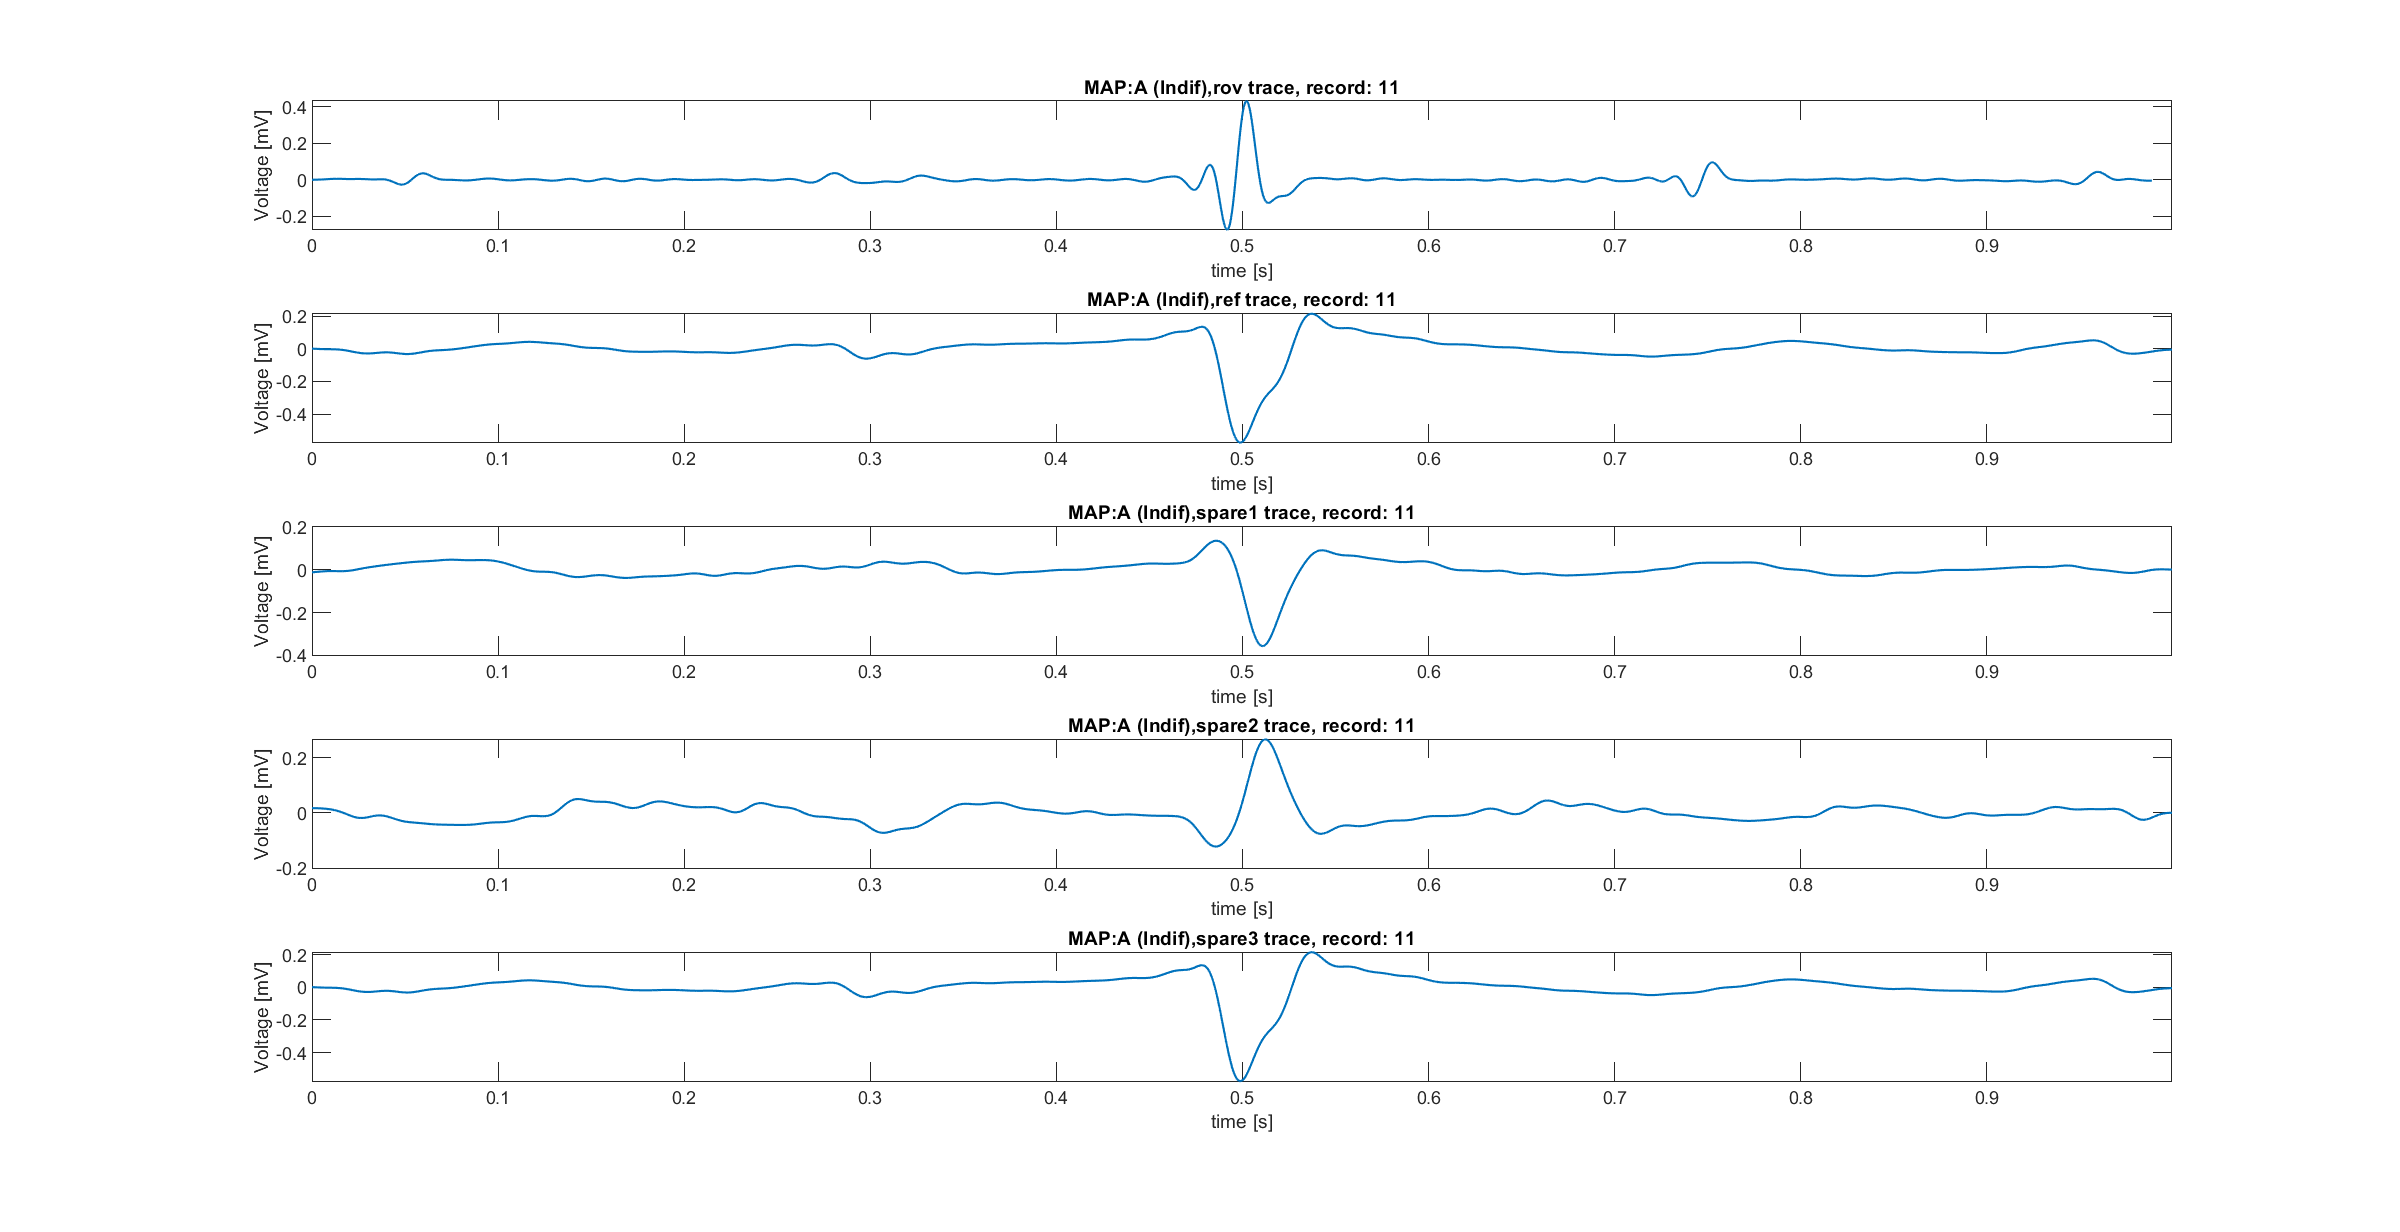 MAP:A (Indif),rov trace, record: 11
Voltage [mV]
0.4
0.2
0
-0.2
0 0.1 0.2 0.3 0.4 0.5 0.6 0.7 0.8 0.9
time [s]
MAP:A (Indif),ref trace, record: 11
Voltage [mV]
0.2
0
-0.2
-0.4
0 0.1 0.2 0.3 0.4 0.5 0.6 0.7 0.8 0.9
time [s]
MAP:A (Indif),spare1 trace, record: 11
Voltage [mV]
0.2
0
-0.2
-0.4
0 0.1 0.2 0.3 0.4 0.5 0.6 0.7 0.8 0.9
time [s]
MAP:A (Indif),spare2 trace, record: 11
Voltage [mV]
0.2
0
-0.2
0 0.1 0.2 0.3 0.4 0.5 0.6 0.7 0.8 0.9
time [s]
MAP:A (Indif),spare3 trace, record: 11
Voltage [mV]
0.2
0
-0.2
-0.4
0 0.1 0.2 0.3 0.4 0.5 0.6 0.7 0.8 0.9
time [s]